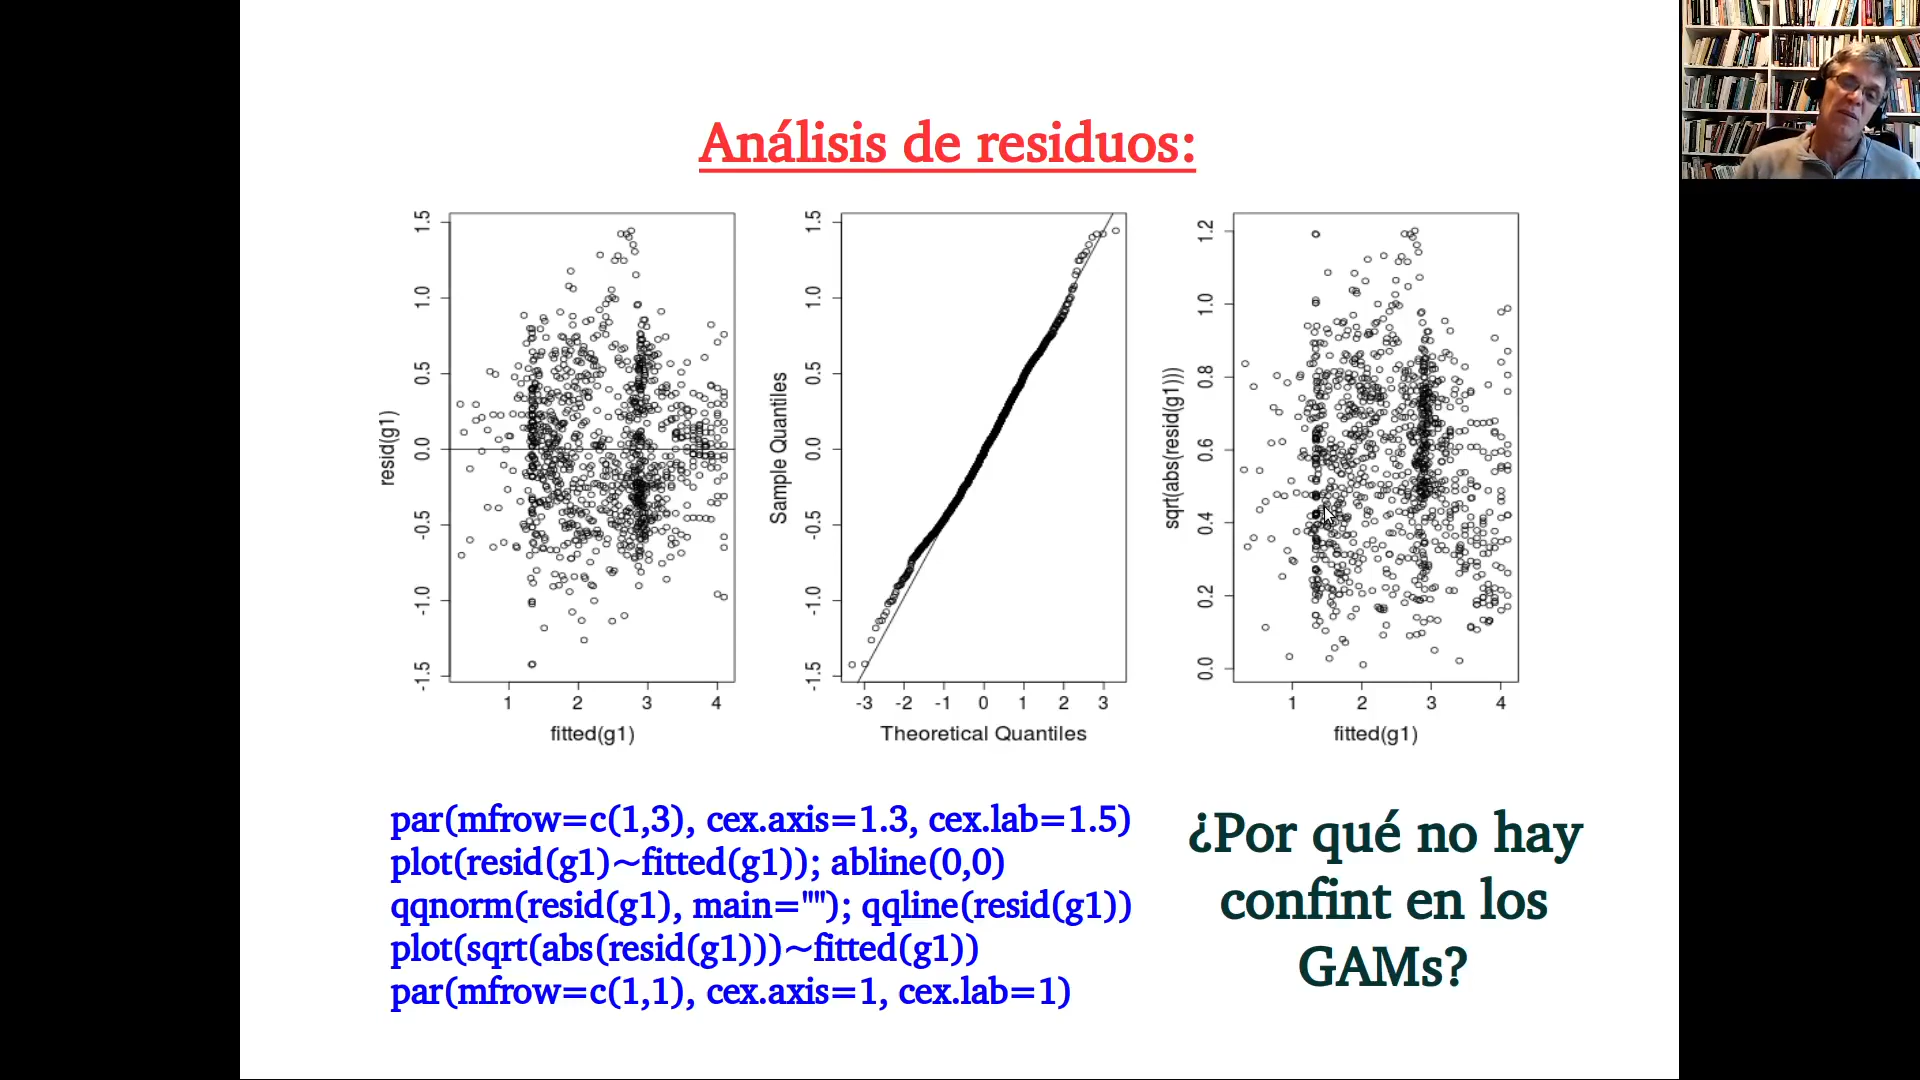 Análisis de residuos:
1.5
1.0
0.5
0.0
-0.5
-1.0
-1.5
resid(g1)
1 2 3 4
fitted(g1)
1.5
1.0
0.5
0.0
-0.5
-1.0
-1.5
Sample Quantiles
-3 -2 -1 0 1 2 3
Theoretical Quantiles
1.2
1.0
0.8
0.6
0.4
0.2
0.0
sqrt(abs(resid(g1)))
1 2 3 4
fitted(g1)
par(mfrow=c(1,3), cex.axis=1.3, cex.lab=1.5)
plot(resid(g1)~fitted(g1)); abline(0,0)
qqnorm(resid(g1), main=""); qqline(resid(g1))
plot(sqrt(abs(resid(g1)))~fitted(g1))
par(mfrow=c(1,1), cex.axis=1, cex.lab=1)
¿Por qué no hay
confint en los
GAMs?